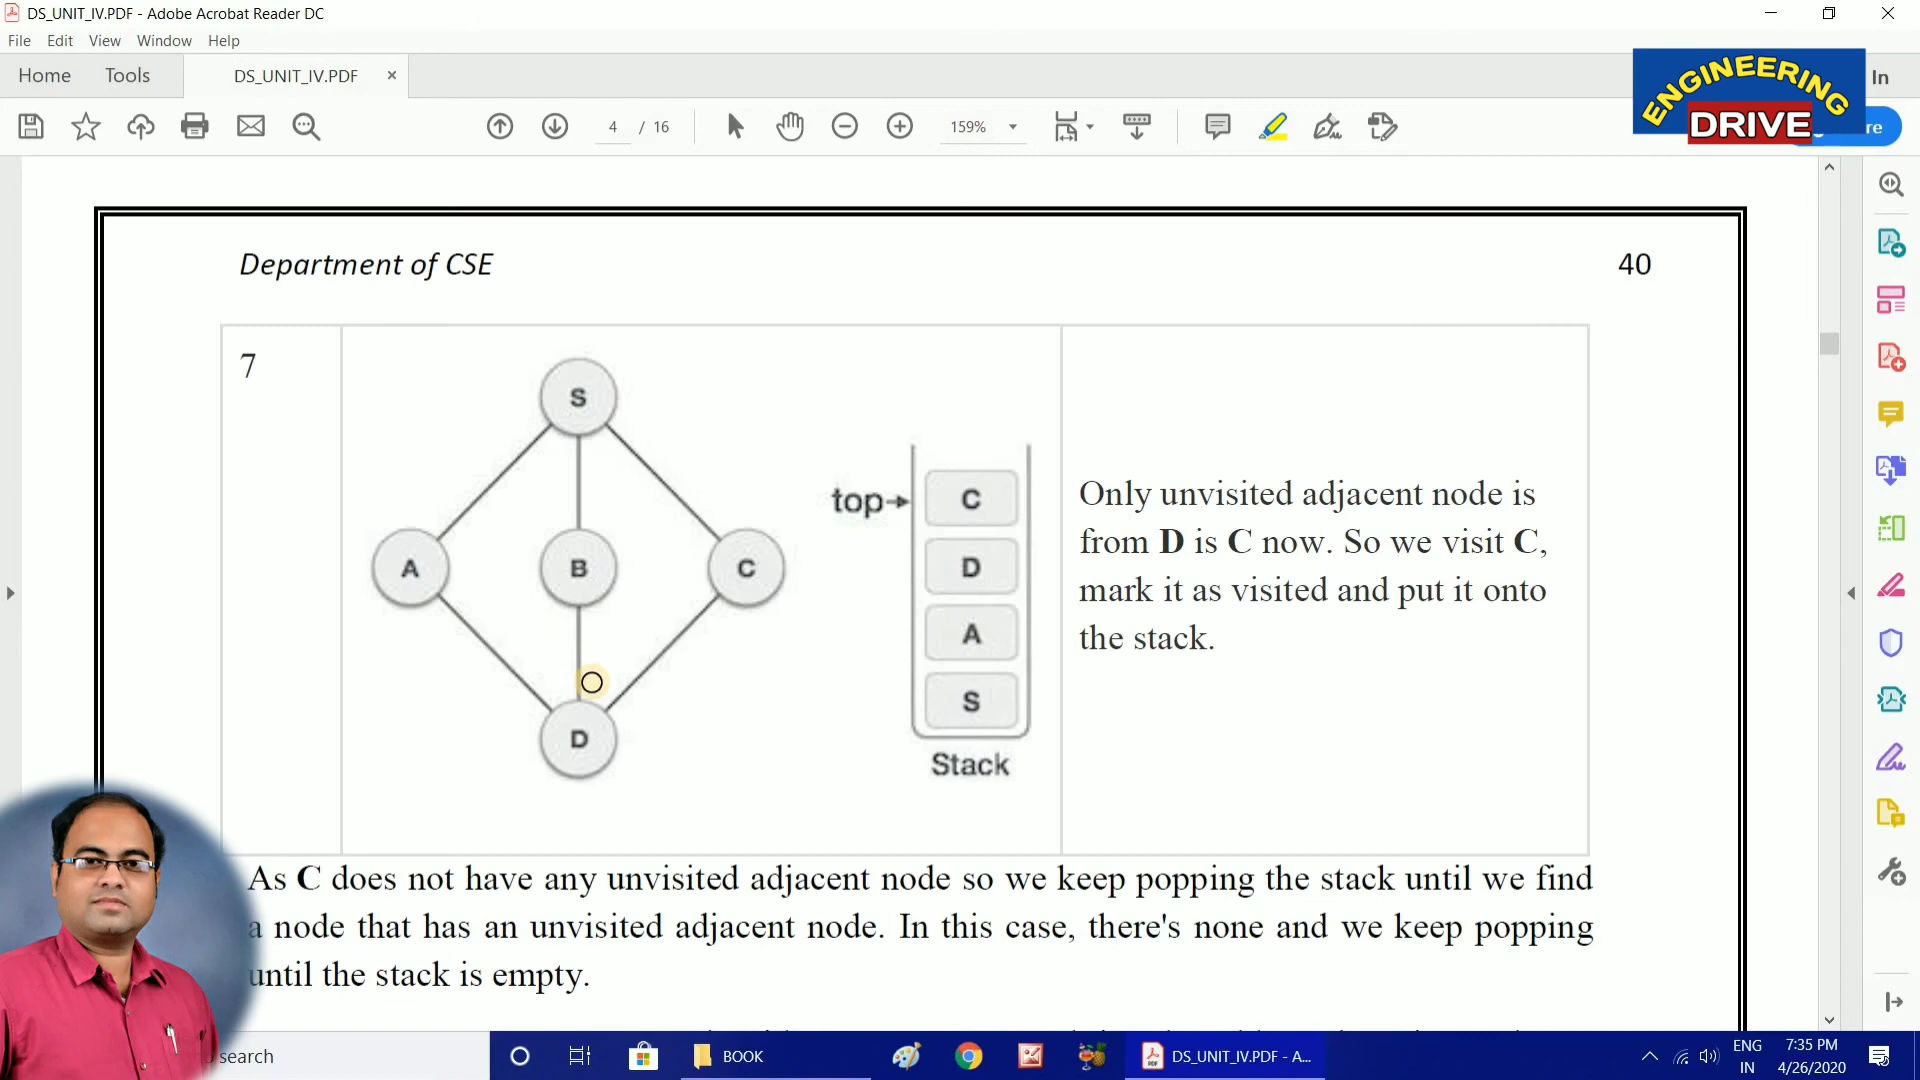 DS_UNIT_IV.PDF - Adobe Acrobat Reader DC
File Edit View Window Help
Home Tools DS_UNIT_IV.PDF × In
ENGINEERING
DRIVE
4 / 16 159% re
Department of CSE 40
7
S
A B C
D
top→ C
D
A
S
Stack
Only unvisited adjacent node is
from D is C now. So we visit C,
mark it as visited and put it onto
the stack.
As C does not have any unvisited adjacent node so we keep popping the stack until we find
a node that has an unvisited adjacent node. In this case, there's none and we keep popping
until the stack is empty.
search BOOK DS_UNIT_IV.PDF - A... ENG 7:35 PM
IN 4/26/2020